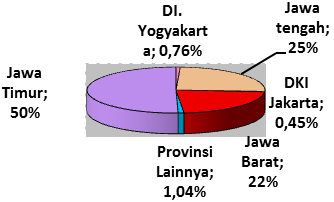 DI.
Yogyakart
a; 0,76%
Jawa
tengah;
25%
DKI
Jakarta;
0,45%
Jawa
Barat;
22%
Provinsi
Lainnya;
1,04%
Jawa
Timur;
50%